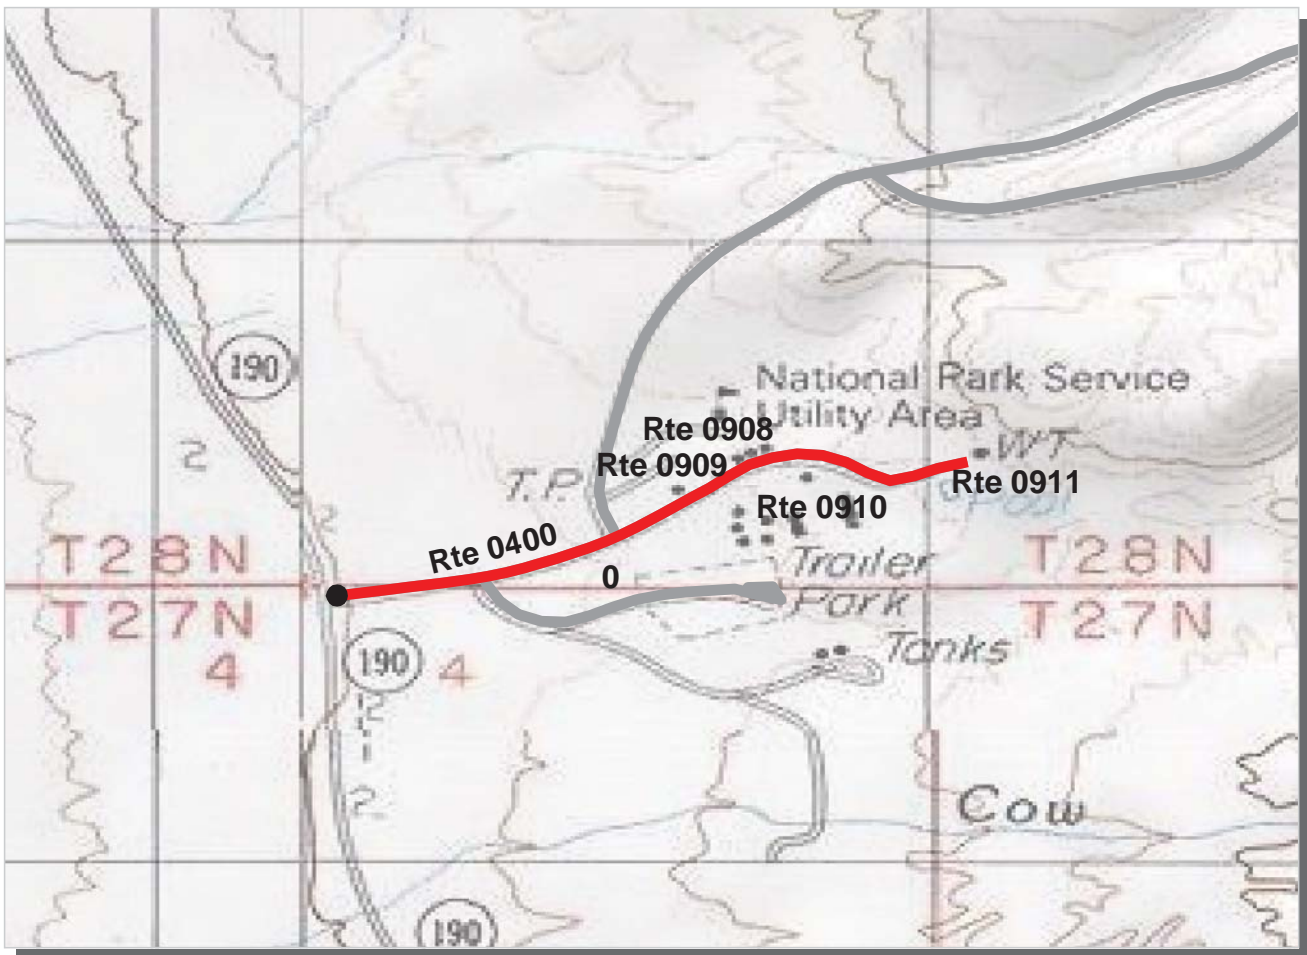 190
National Park Service
Utility Area
Rte 0908
WT
Rte 0909
T.P.
Rte 0911
Rte 0910
Rte 0400
T28N
Trailer
T28N
0
T27N
Park
T27N
4
190
4
Tanks
Cow
190